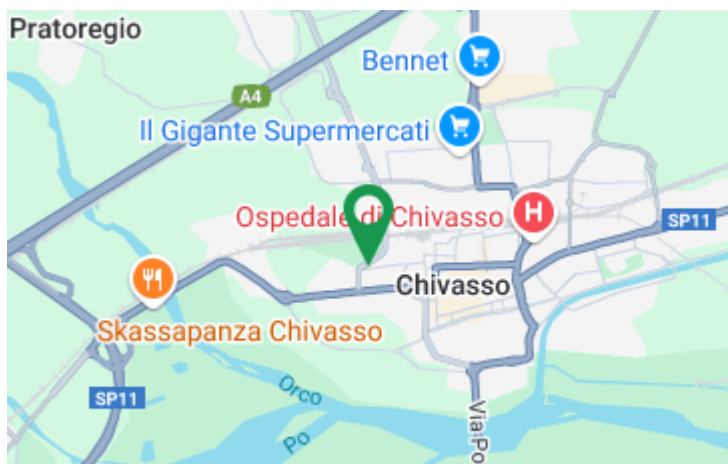 Pratoregio
Bennet
A4
Il Gigante Supermercati
Ospedale di Chivasso
H
SP11
Chivasso
Skassapanza Chivasso
SP11
Orco
Po
Via Po